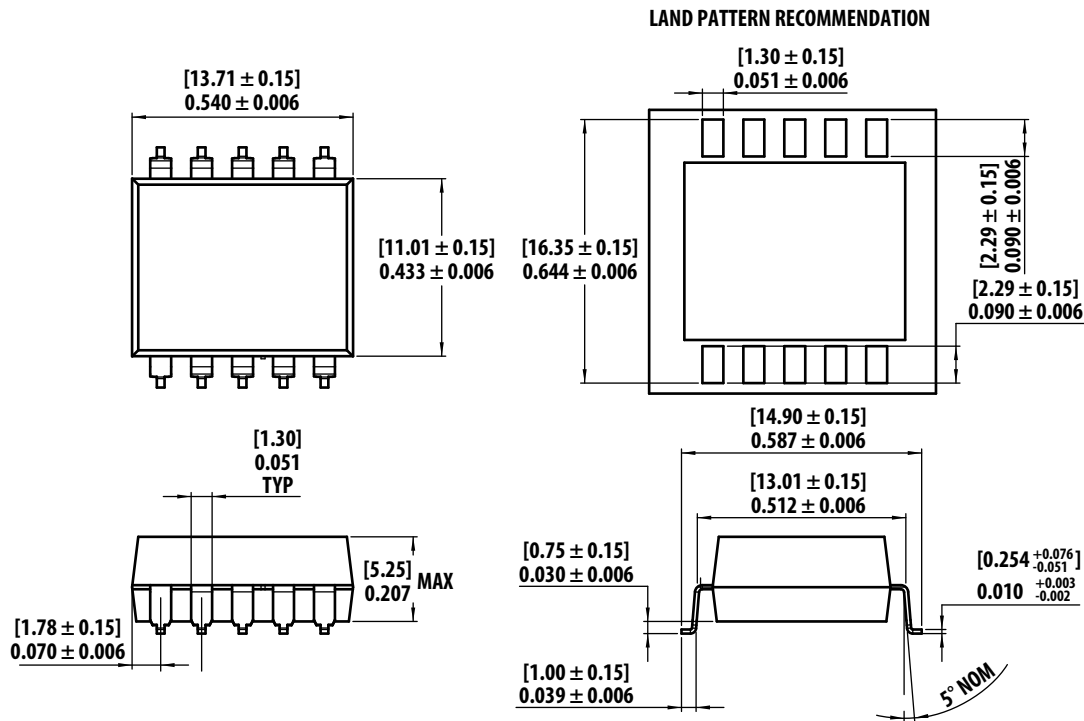 LAND PATTERN RECOMMENDATION
[13.71 ± 0.15]
0.540 ± 0.006
[1.30 ± 0.15]
0.051 ± 0.006
[11.01 ± 0.15]
0.433 ± 0.006
[16.35 ± 0.15]
0.644 ± 0.006
[2.29 ± 0.15]
0.090 ± 0.006
[2.29 ± 0.15]
0.090 ± 0.006
[1.30]
0.051
TYP
[5.25]
0.207 MAX
[1.78 ± 0.15]
0.070 ± 0.006
[14.90 ± 0.15]
0.587 ± 0.006
[13.01 ± 0.15]
0.512 ± 0.006
[0.75 ± 0.15]
0.030 ± 0.006
[0.254 +0.076 -0.051]
0.010 +0.003 -0.002
[1.00 ± 0.15]
0.039 ± 0.006
5° NOM